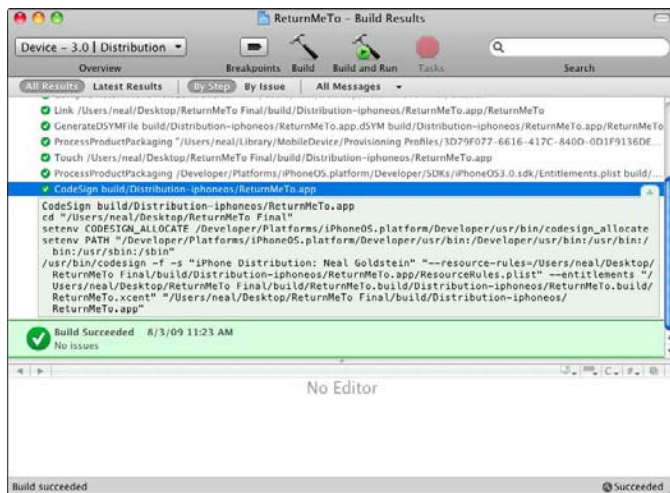 ReturnMeTo – Build Results
Device – 3.0 | Distribution
Overview Breakpoints Build Build and Run Tasks Search
All Results Latest Results By Step By Issue All Messages
Link /Users/neal/Desktop/ReturnMeTo Final/build/Distribution-iphoneos/ReturnMeTo.app/ReturnMeTo
GenerateDSYMFile build/Distribution-iphoneos/ReturnMeTo.app.dSYM build/Distribution-iphoneos/ReturnMeTo.app/ReturnMeTo
ProcessProductPackaging "/Users/neal/Library/MobileDevice/Provisioning Profiles/3D79F077-6616-417C-840D-0D1F9136DE...
Touch /Users/neal/Desktop/ReturnMeTo Final/build/Distribution-iphoneos/ReturnMeTo.app
ProcessProductPackaging /Developer/Platforms/iPhoneOS.platform/Developer/SDKs/iPhoneOS3.0.sdk/Entitlements.plist build/...
CodeSign build/Distribution-iphoneos/ReturnMeTo.app
CodeSign build/Distribution-iphoneos/ReturnMeTo.app
cd "/Users/neal/Desktop/ReturnMeTo Final"
setenv CODESIGN_ALLOCATE /Developer/Platforms/iPhoneOS.platform/Developer/usr/bin/codesign_allocate
setenv PATH "/Developer/Platforms/iPhoneOS.platform/Developer/usr/bin:/Developer/usr/bin:/usr/bin:/
bin:/usr/sbin:/sbin"
/usr/bin/codesign -f -s "iPhone Distribution: Neal Goldstein" "--resource-rules=/Users/neal/Desktop/
ReturnMeTo Final/build/Distribution-iphoneos/ReturnMeTo.app/ResourceRules.plist" --entitlements "/
Users/neal/Desktop/ReturnMeTo Final/build/ReturnMeTo.build/Distribution-iphoneos/ReturnMeTo.build/
ReturnMeTo.xcent" "/Users/neal/Desktop/ReturnMeTo Final/build/Distribution-iphoneos/
ReturnMeTo.app"
Build Succeeded 8/3/09 11:23 AM
No issues
No Editor
Build succeeded Succeeded